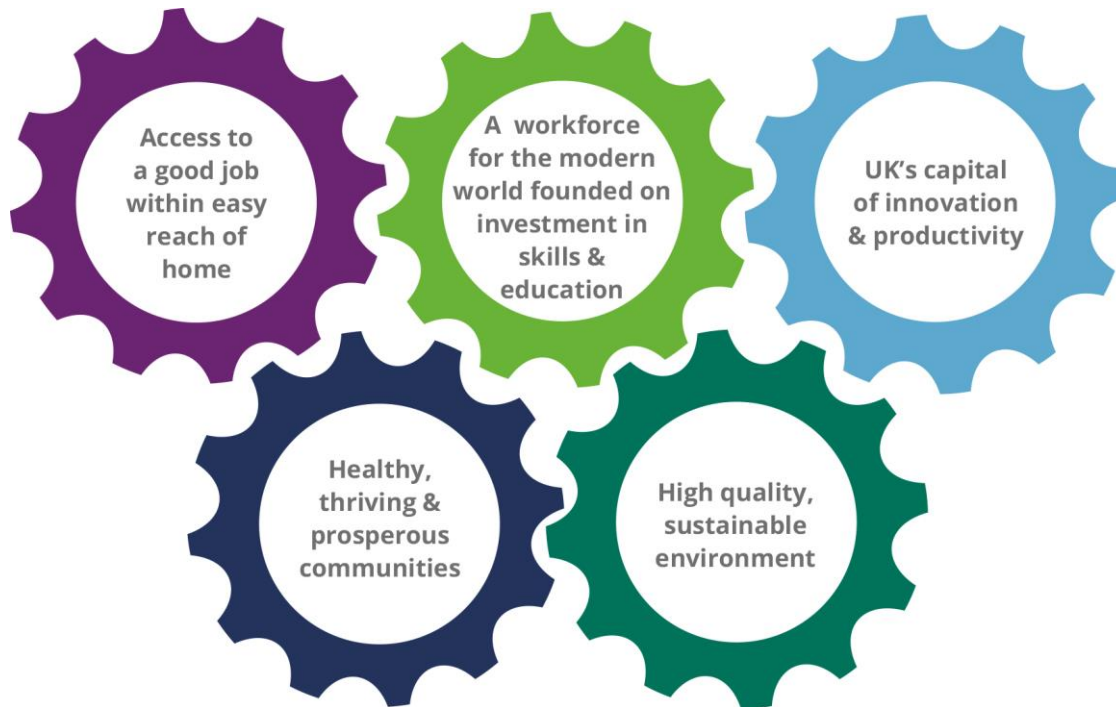 Access to
a good job
within easy
reach of
home
A workforce
for the modern
world founded on
investment in
skills &
education
UK’s capital
of innovation
& productivity
Healthy,
thriving &
prosperous
communities
High quality,
sustainable
environment